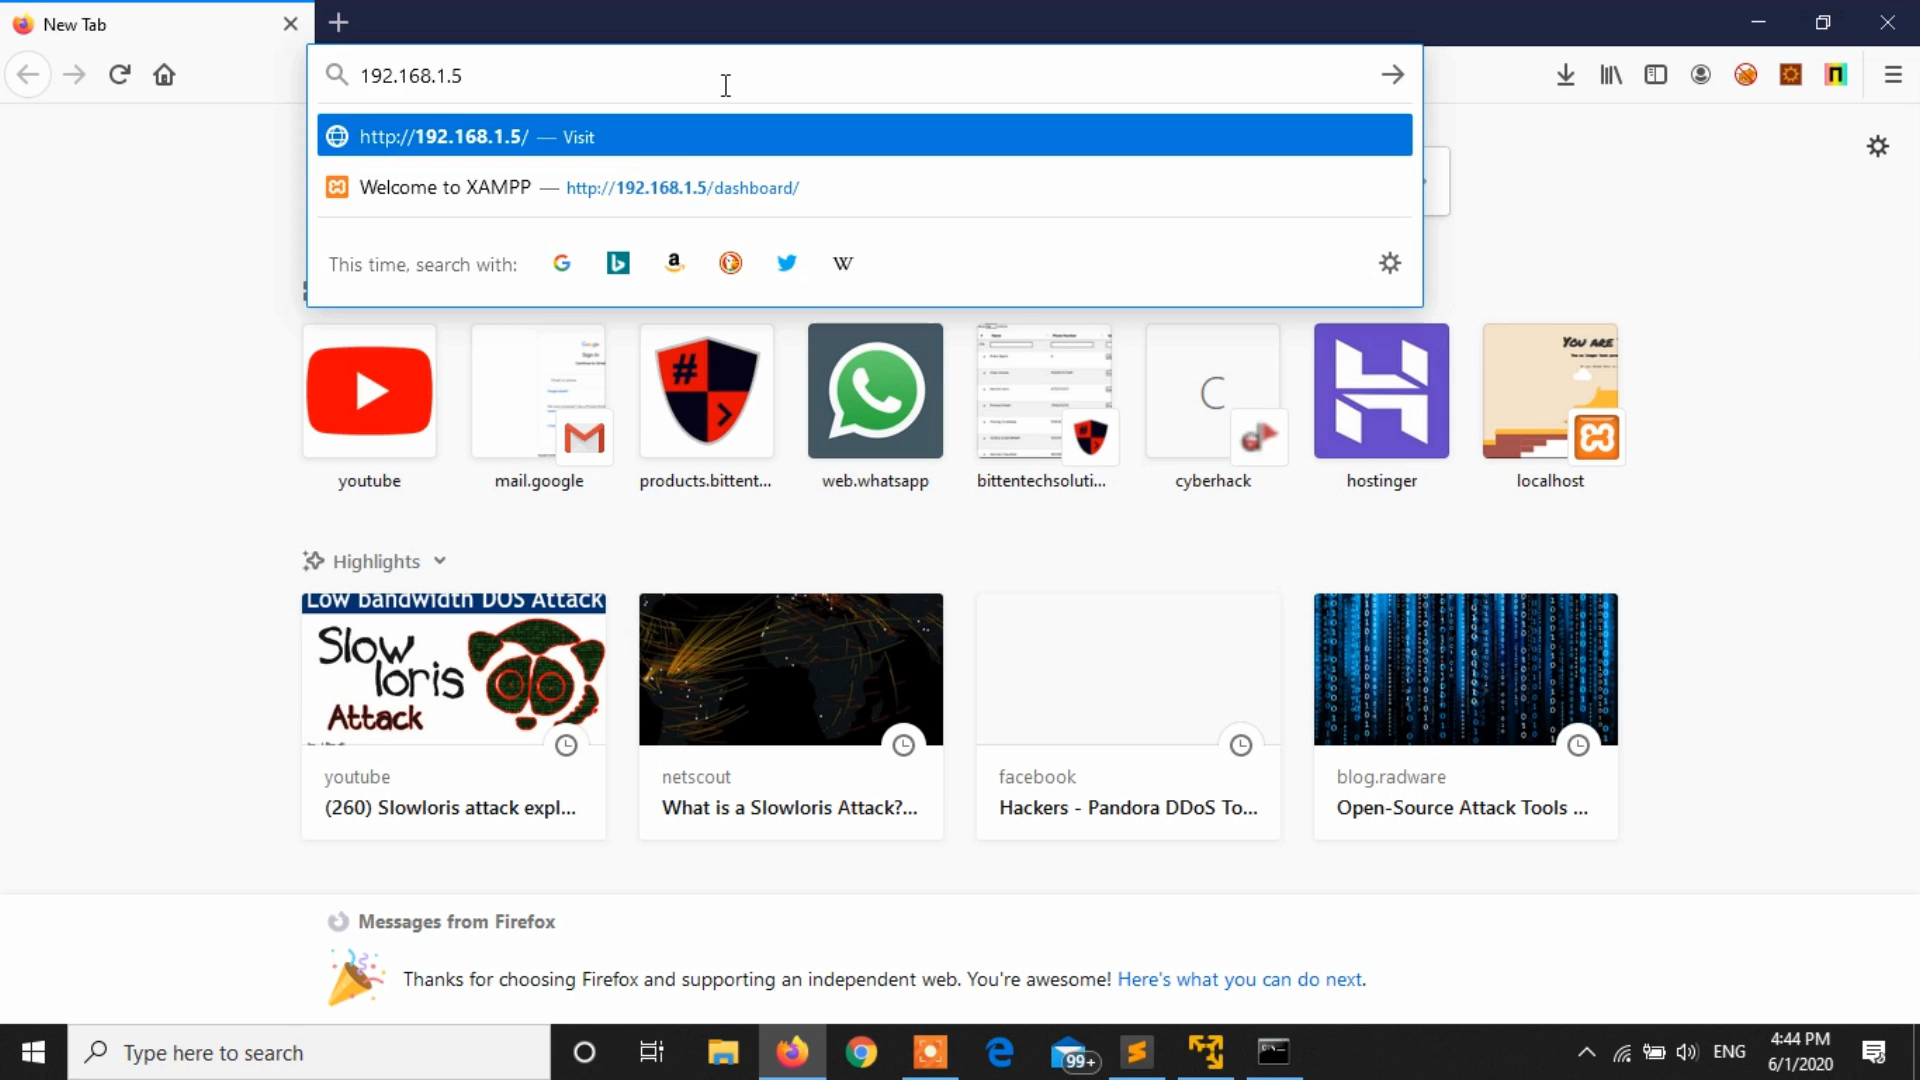 New Tab
192.168.1.5
http://192.168.1.5/ — Visit
Welcome to XAMPP — http://192.168.1.5/dashboard/
This time, search with:
a
W
Google
Sign in
#
C
YOU ARE
youtube
mail.google
products.bittent...
web.whatsapp
bittentechsoluti...
cyberhack
hostinger
localhost
Highlights
Low Bandwidth DOS Attack
Slow
loris
Attack
youtube
(260) Slowloris attack expl...
netscout
What is a Slowloris Attack?...
facebook
Hackers - Pandora DDoS To...
blog.radware
Open-Source Attack Tools ...
Messages from Firefox
Thanks for choosing Firefox and supporting an independent web. You're awesome! Here's what you can do next.
Type here to search
99+
ENG
4:44 PM
6/1/2020